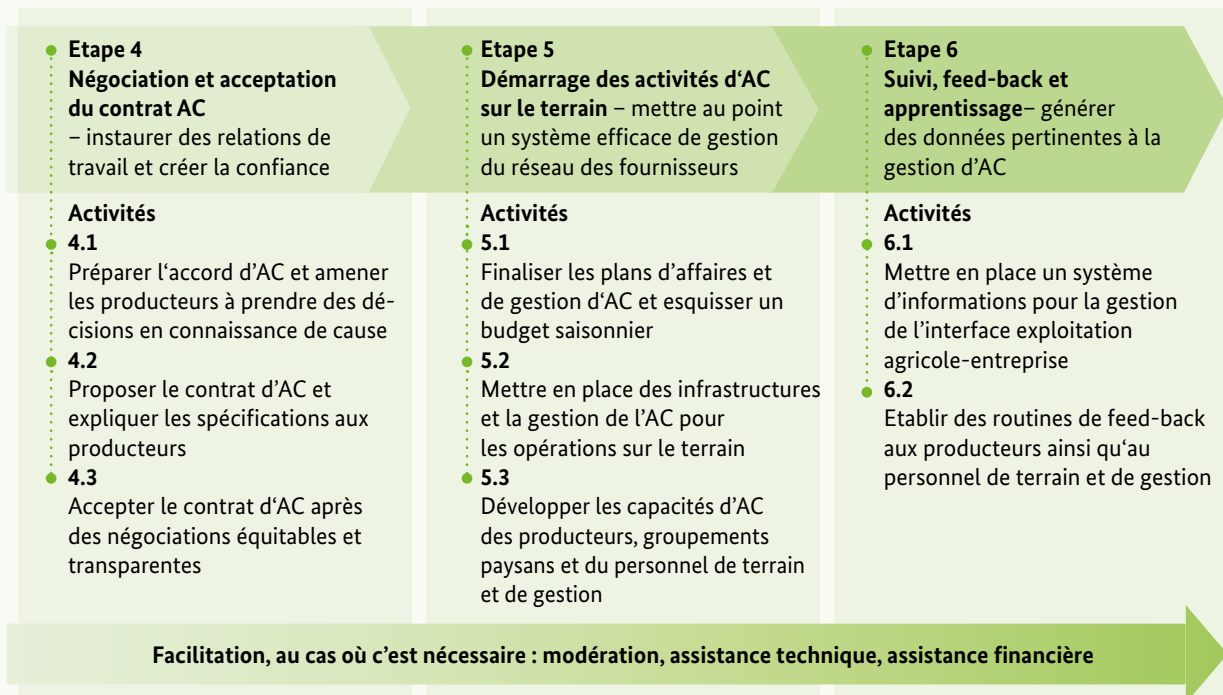 Etape 4
Négociation et acceptation
du contrat AC
– instaurer des relations de
travail et créer la confiance
Activités
4.1
Préparer l‘accord d’AC et amener
les producteurs à prendre des dé-
cisions en connaissance de cause
4.2
Proposer le contrat d’AC et
expliquer les spécifications aux
producteurs
4.3
Accepter le contrat d‘AC après
des négociations équitables et
transparentes
Etape 5
Démarrage des activités d‘AC
sur le terrain – mettre au point
un système efficace de gestion
du réseau des fournisseurs
Activités
5.1
Finaliser les plans d’affaires et
de gestion d‘AC et esquisser un
budget saisonnier
5.2
Mettre en place des infrastructures
et la gestion de l’AC pour
les opérations sur le terrain
5.3
Développer les capacités d’AC
des producteurs, groupements
paysans et du personnel de terrain
et de gestion
Etape 6
Suivi, feed-back et
apprentissage– générer
des données pertinentes à la
gestion d’AC
Activités
6.1
Mettre en place un système
d’informations pour la gestion
de l’interface exploitation
agricole-entreprise
6.2
Etablir des routines de feed-back
aux producteurs ainsi qu‘au
personnel de terrain et de gestion
Facilitation, au cas où c’est nécessaire : modération, assistance technique, assistance financière